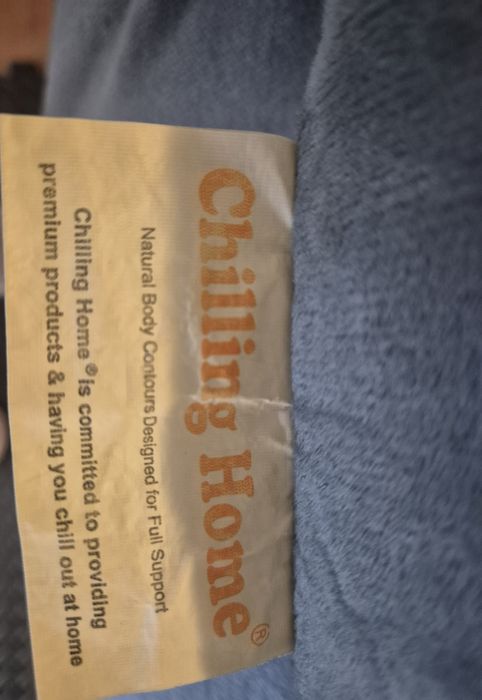 Chilling Home®
Natural Body Contours Designed for Full Support
Chilling Home® is committed to providing
premium products & having you chill out at home